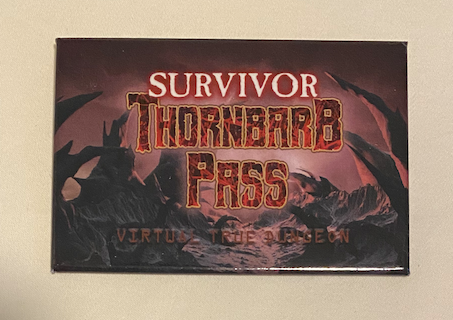 SURVIVOR
THORNBARB
PASS
VIRTUAL TRUE DUNGEON